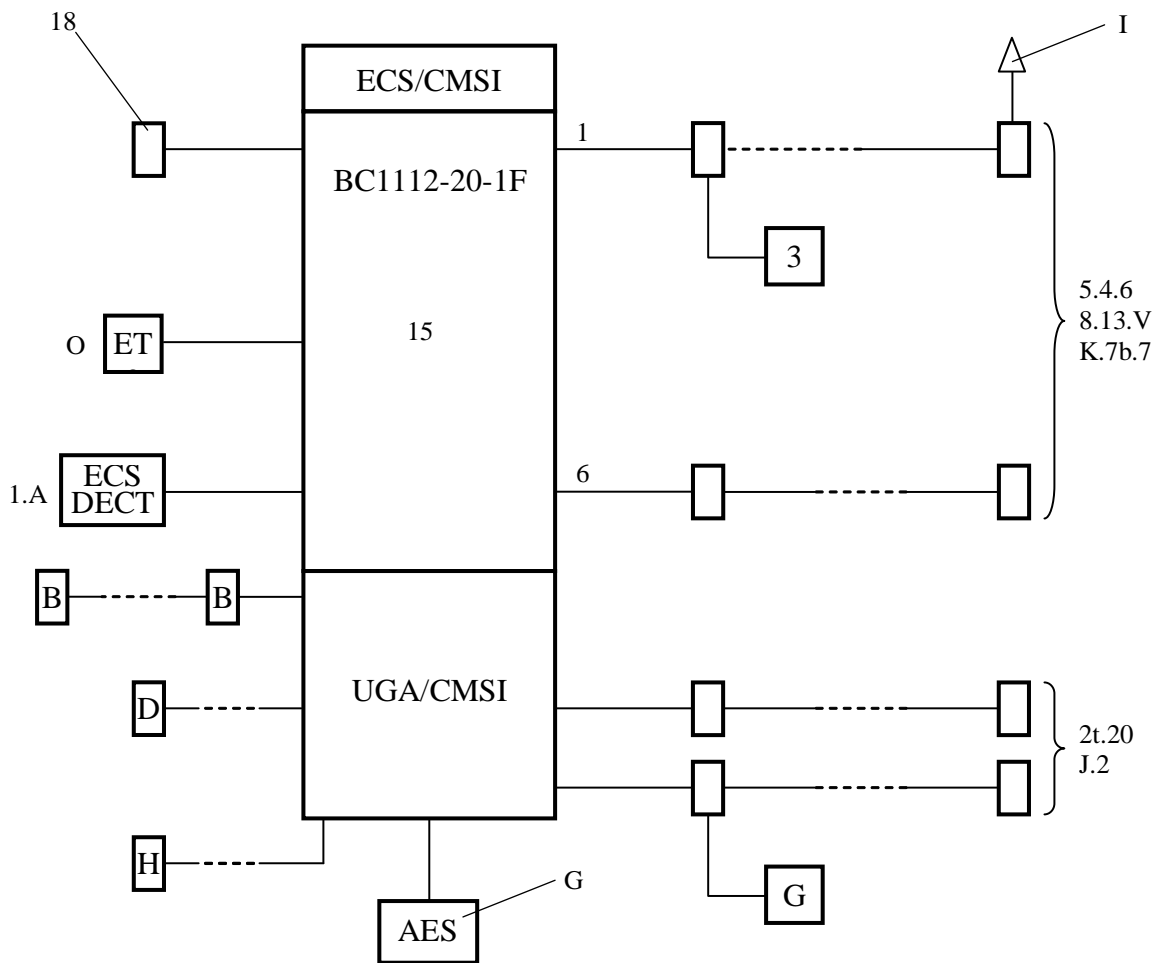 18
I
ECS/CMSI
1
BC1112-20-1F
3
5.4.6
8.13.V
K.7b.7
O
ET
15
1.A
ECS
DECT
6
B
B
D
UGA/CMSI
2t.20
J.2
H
G
G
AES